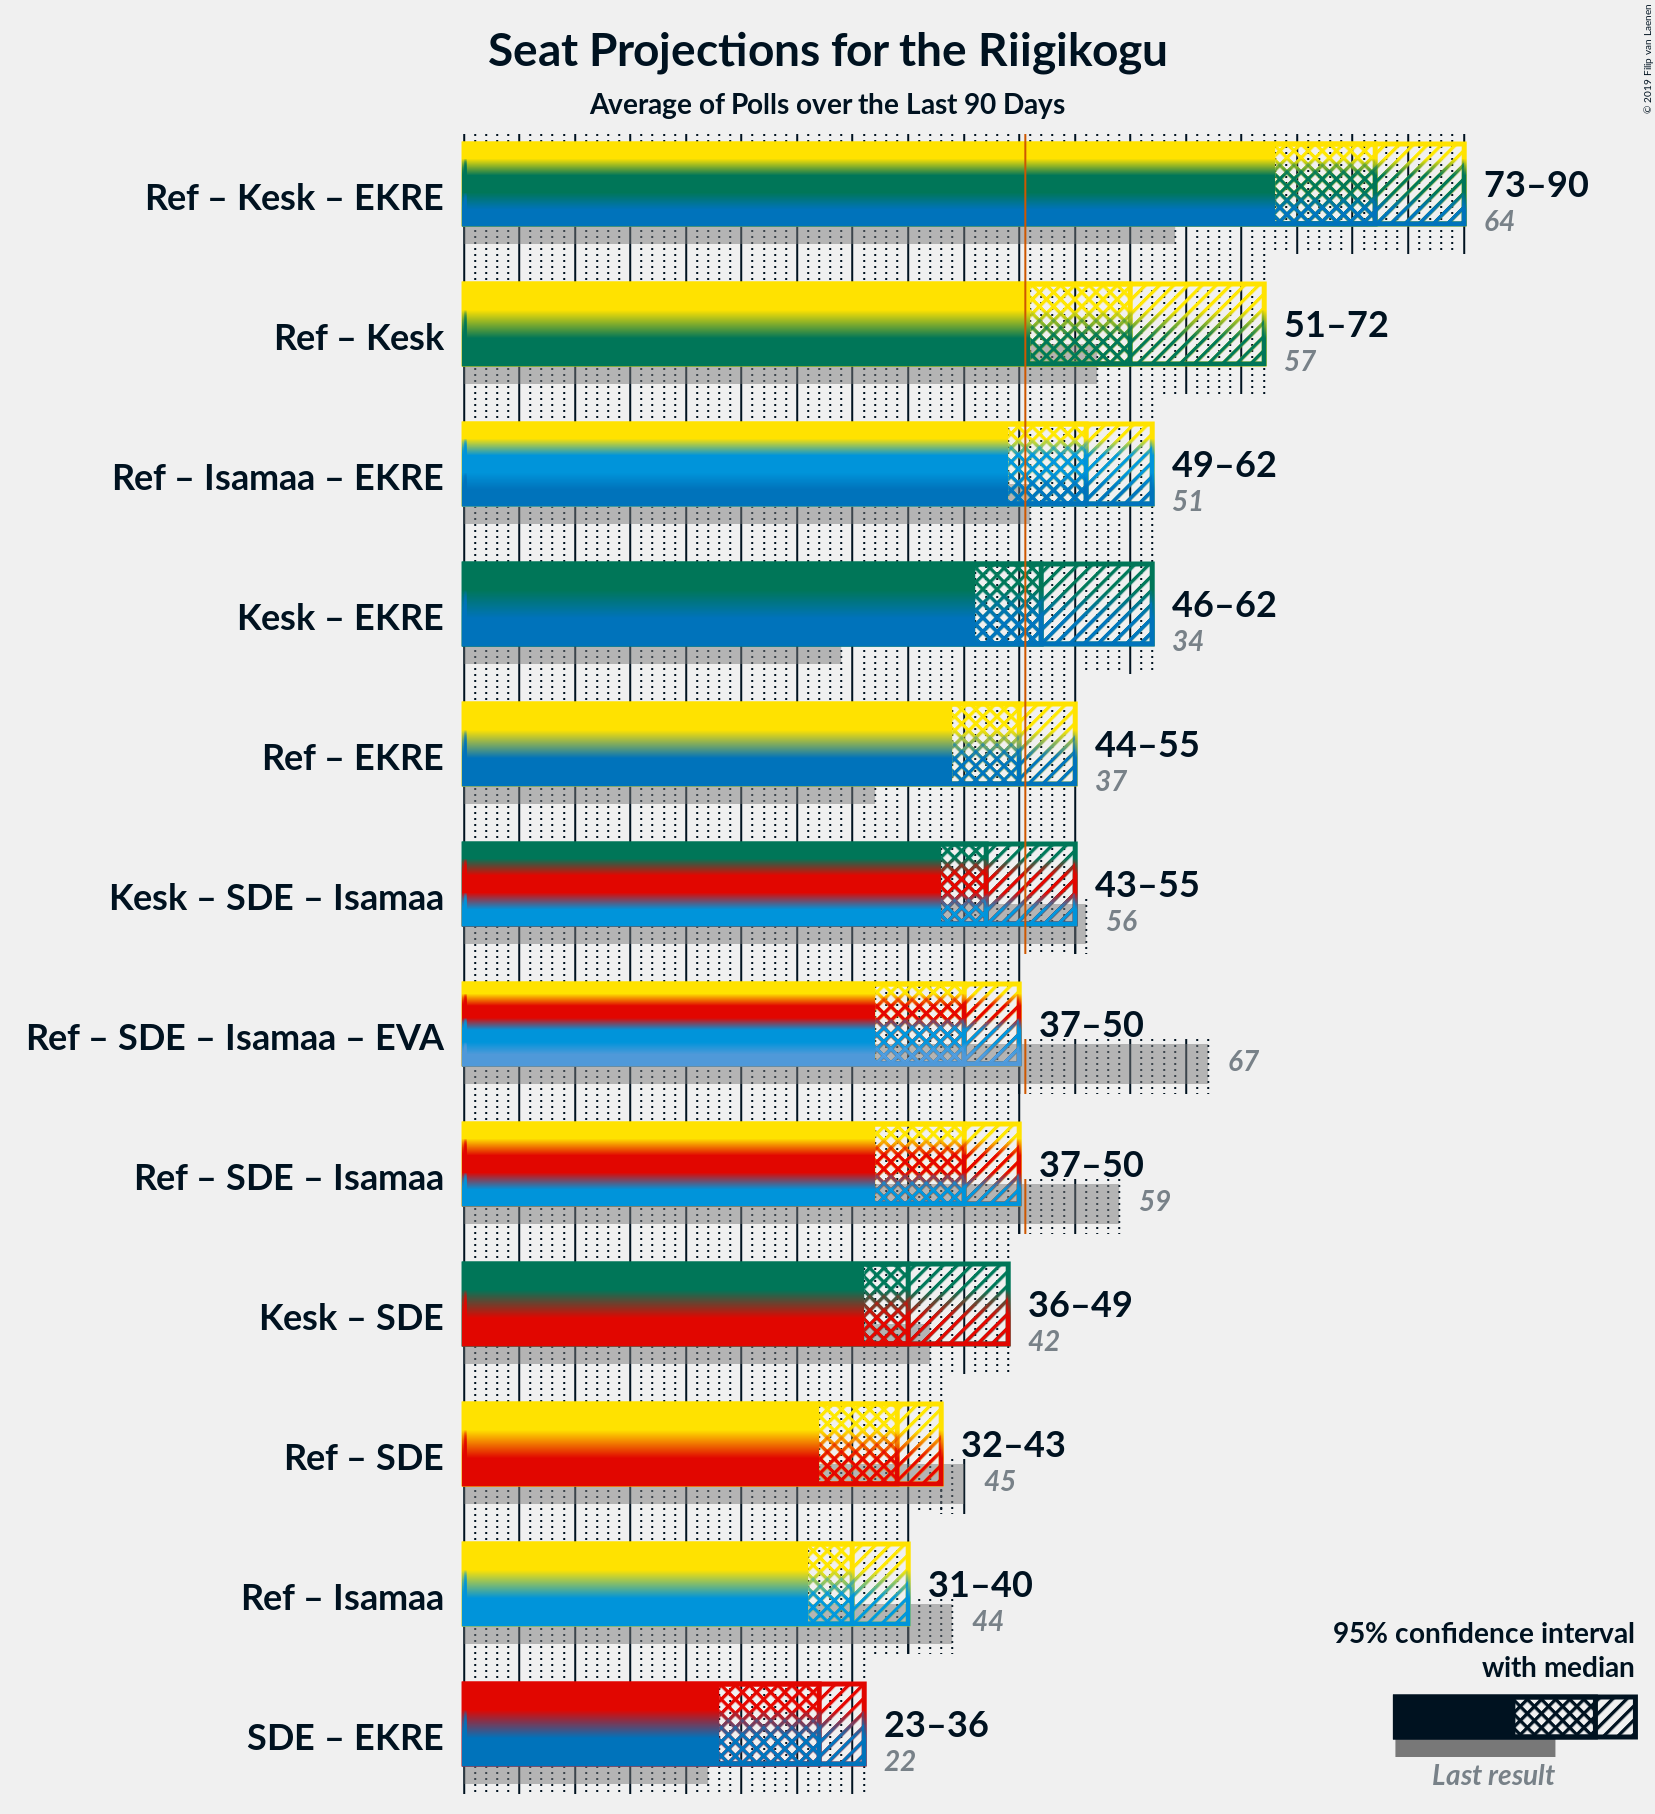 Seat Projections for the Riigikogu
Average of Polls over the Last 90 Days
© 2019 Filip van Laenen
Ref – Kesk – EKRE
73–90
64
Ref – Kesk
51–72
57
Ref – Isamaa – EKRE
49–62
51
Kesk – EKRE
46–62
34
Ref – EKRE
44–55
37
Kesk – SDE – Isamaa
43–55
56
Ref – SDE – Isamaa – EVA
37–50
67
Ref – SDE – Isamaa
37–50
59
Kesk – SDE
36–49
42
Ref – SDE
32–43
45
Ref – Isamaa
31–40
44
SDE – EKRE
23–36
22
95% confidence interval
with median
Last result